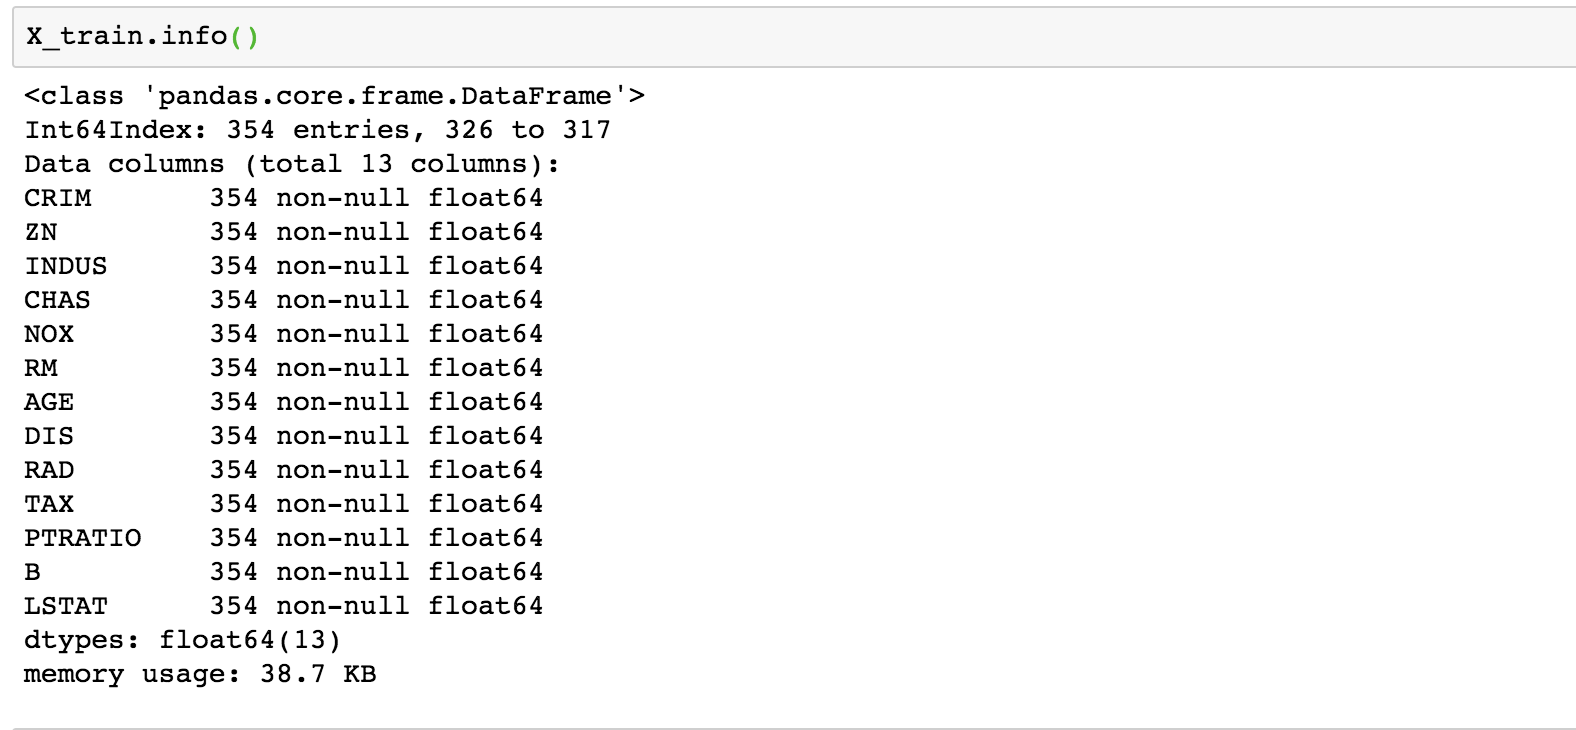 X_train.info()
<class 'pandas.core.frame.DataFrame'>
Int64Index: 354 entries, 326 to 317
Data columns (total 13 columns):
CRIM       354 non-null float64
ZN         354 non-null float64
INDUS      354 non-null float64
CHAS       354 non-null float64
NOX        354 non-null float64
RM         354 non-null float64
AGE        354 non-null float64
DIS        354 non-null float64
RAD        354 non-null float64
TAX        354 non-null float64
PTRATIO    354 non-null float64
B          354 non-null float64
LSTAT      354 non-null float64
dtypes: float64(13)
memory usage: 38.7 KB